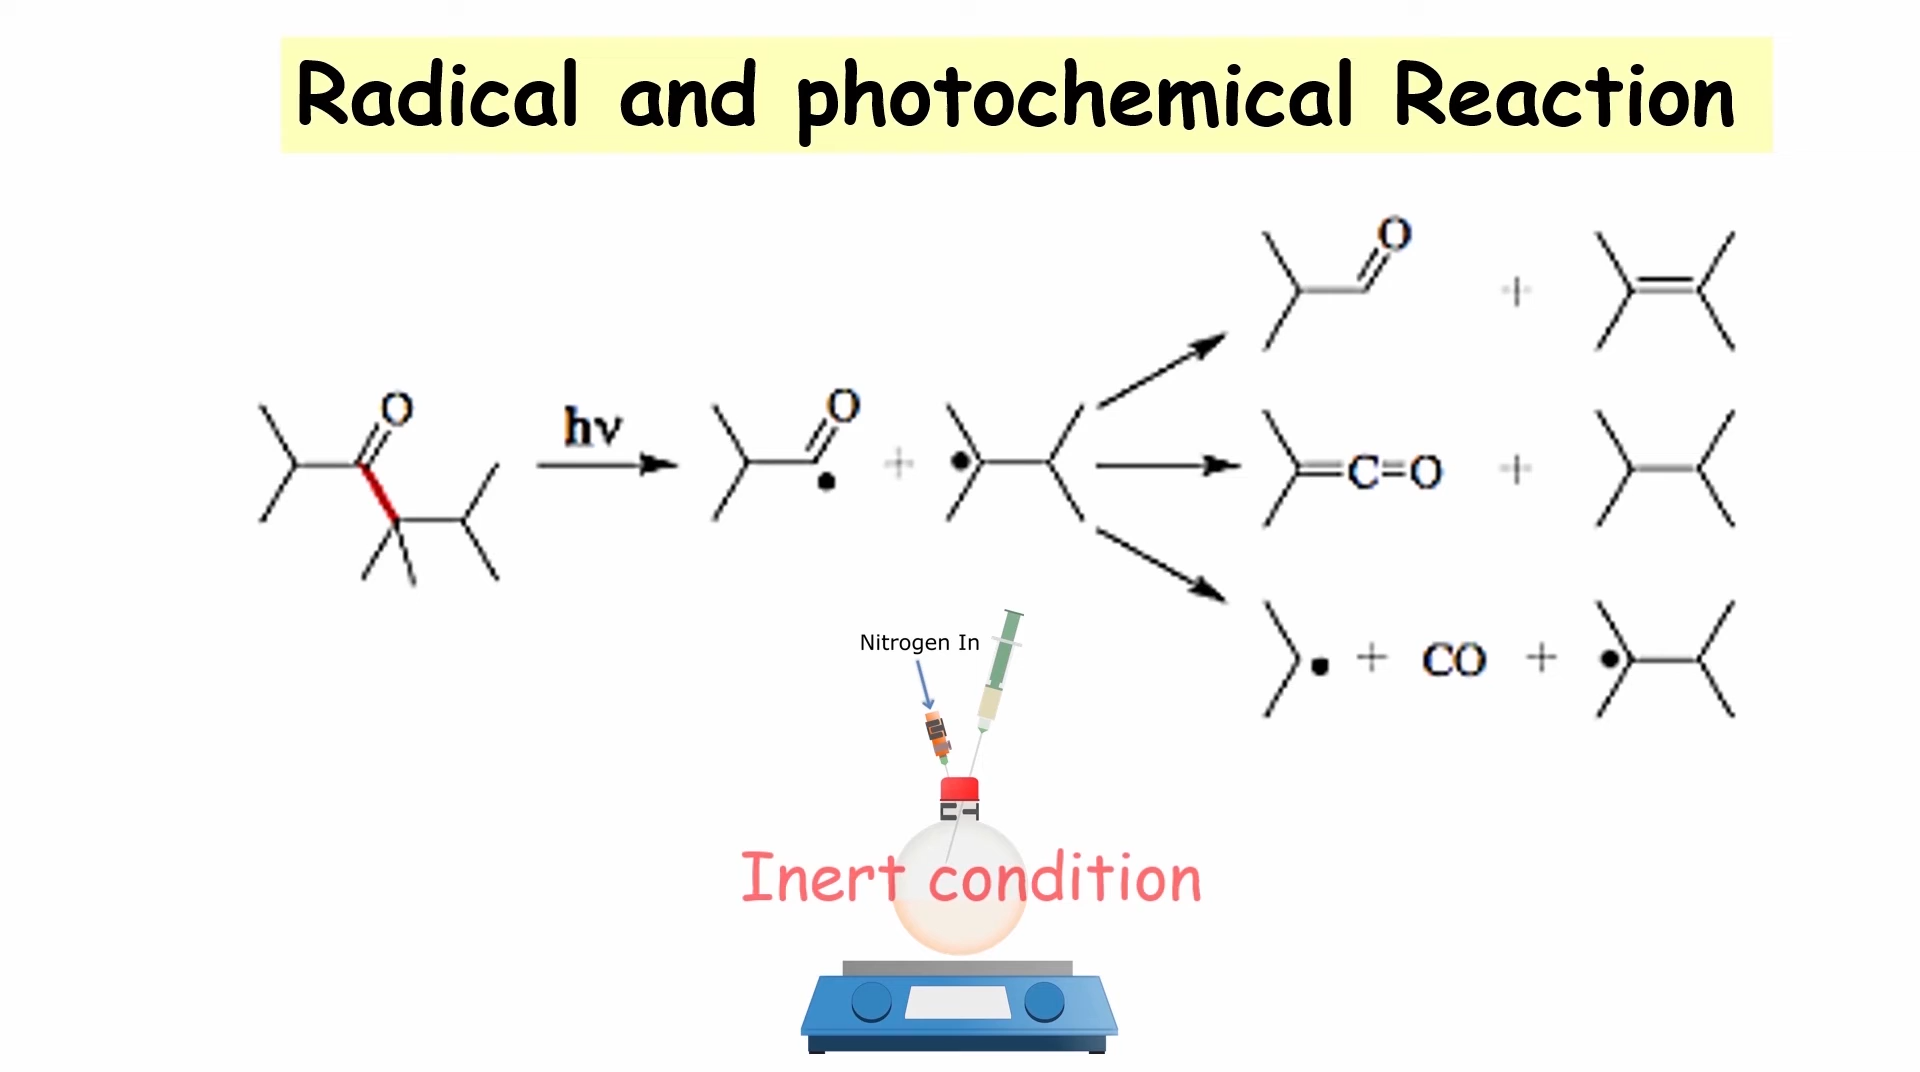 Radical and photochemical Reaction
O
+
O
hν
O
+
C=O
+
+ CO +
Nitrogen In
Inert condition